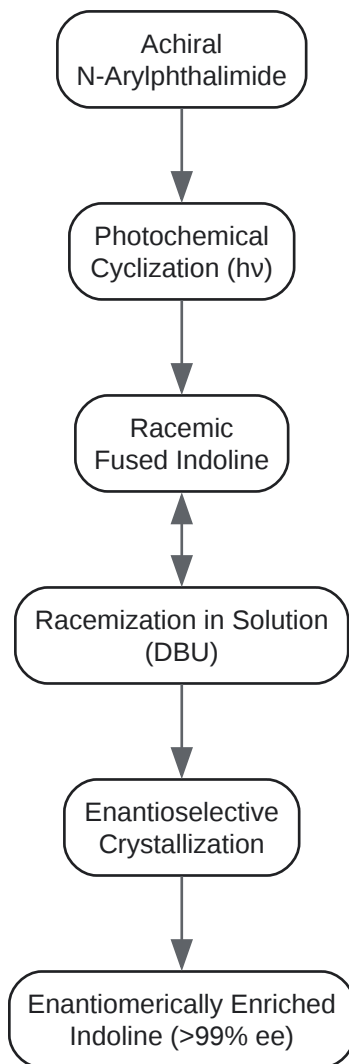 Achiral
N-Arylphthalimide
Photochemical
Cyclization (hν)
Racemic
Fused Indoline
Racemization in Solution
(DBU)
Enantioselective
Crystallization
Enantiomerically Enriched
Indoline (>99% ee)